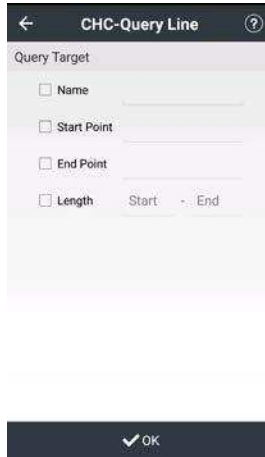 CHC-Query Line ?
Query Target
Name
Start Point
End Point
Length Start - End
OK